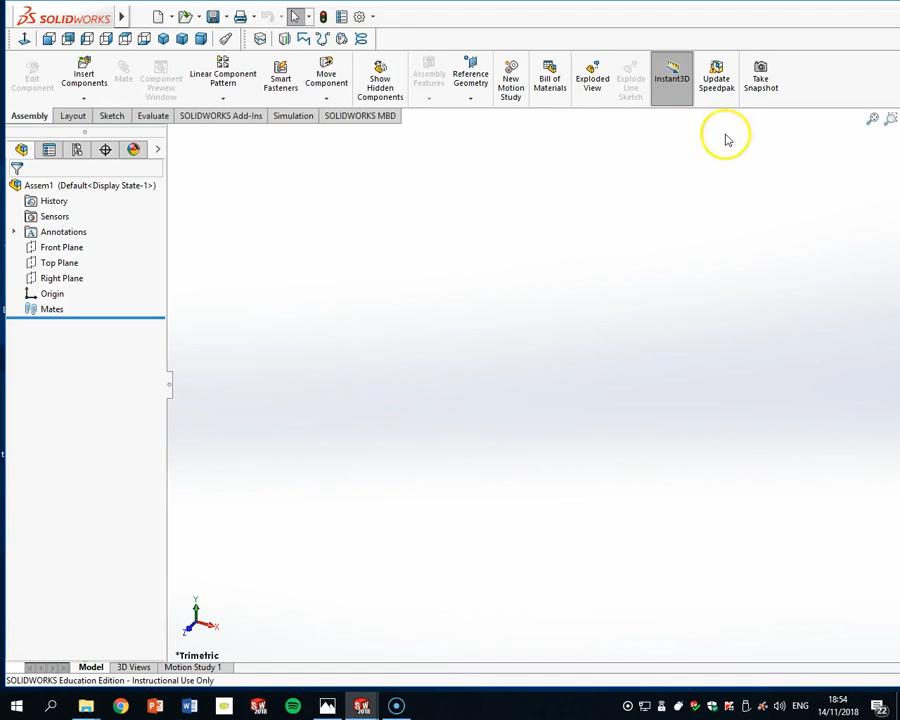 SOLIDWORKS
Edit Component
Insert Components
Mate
Component Preview Window
Linear Component Pattern
Smart Fasteners
Move Component
Show Hidden Components
Assembly Features
Reference Geometry
New Motion Study
Bill of Materials
Exploded View
Explode Line Sketch
Instant3D
Update Speedpak
Take Snapshot
Assembly Layout Sketch Evaluate SOLIDWORKS Add-Ins Simulation SOLIDWORKS MBD
Assem1 (Default<Display State-1>)
History
Sensors
Annotations
Front Plane
Top Plane
Right Plane
Origin
Mates
Y
X
Z
*Trimetric
Model 3D Views Motion Study 1
SOLIDWORKS Education Edition - Instructional Use Only
ENG
18:54
14/11/2018
22